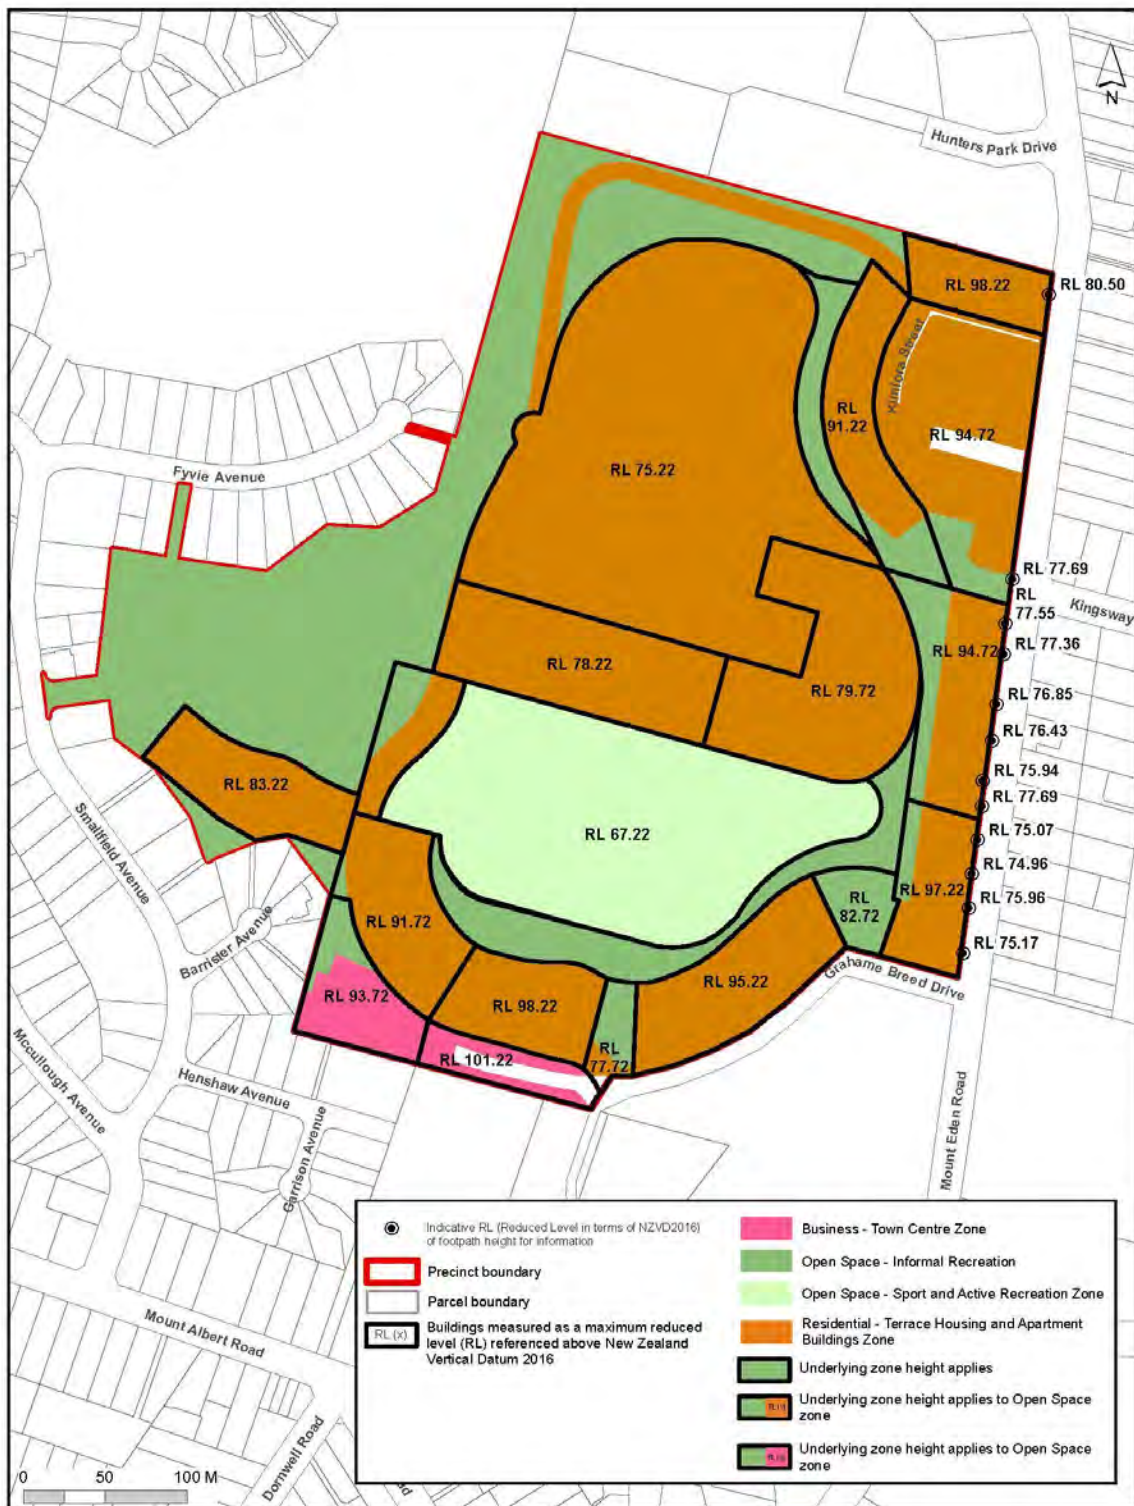 Hunters Park Drive
N
RL 98.22
RL 80.50
Kumfora Street
RL
91.22
RL 94.72
RL 75.22
Fyvie Avenue
RL 77.69
RL
77.55
Kingsway
RL 94.72
RL 77.36
RL 78.22
RL 79.72
RL 76.85
RL 76.43
RL 75.94
RL 77.69
RL 83.22
RL 67.22
RL 75.07
RL 74.96
RL 97.22
RL 75.96
RL
82.72
Smallfield Avenue
RL 91.72
Barrister Avenue
RL 75.17
Grahame Breed Drive
RL 95.22
RL 93.72
RL 98.22
RL 101.22
RL
77.72
Mccullough Avenue
Henshaw Avenue
Garrison Avenue
Mount Eden Road
Mount Albert Road
Dornwell Road
Indicative RL (Reduced Level in terms of NZVD2016)
of footpath height for information
Precinct boundary
Parcel boundary
RL (x)
Buildings measured as a maximum reduced
level (RL) referenced above New Zealand
Vertical Datum 2016
Business - Town Centre Zone
Open Space - Informal Recreation
Open Space - Sport and Active Recreation Zone
Residential - Terrace Housing and Apartment
Buildings Zone
Underlying zone height applies
Underlying zone height applies to Open Space
zone
Underlying zone height applies to Open Space
zone
0 50 100 M